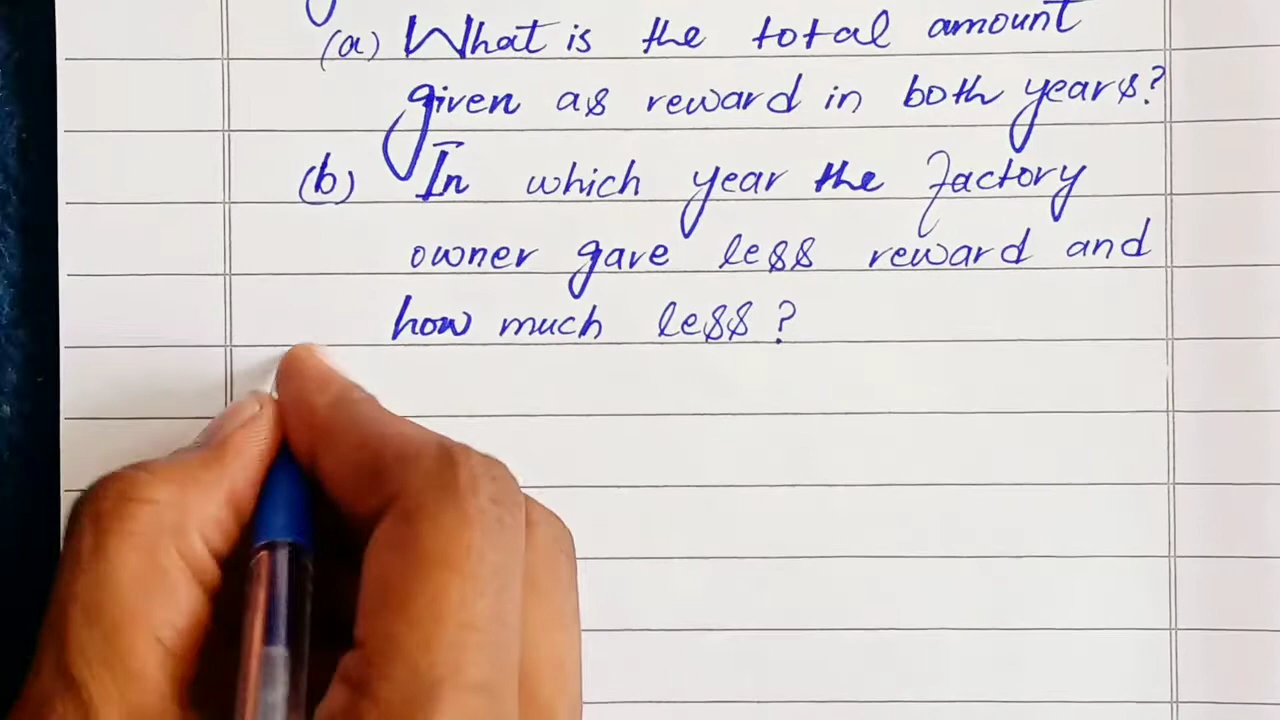 (a) What is the total amount
given as reward in both years?
(b) In which year the factory
owner gave less reward and
how much less?